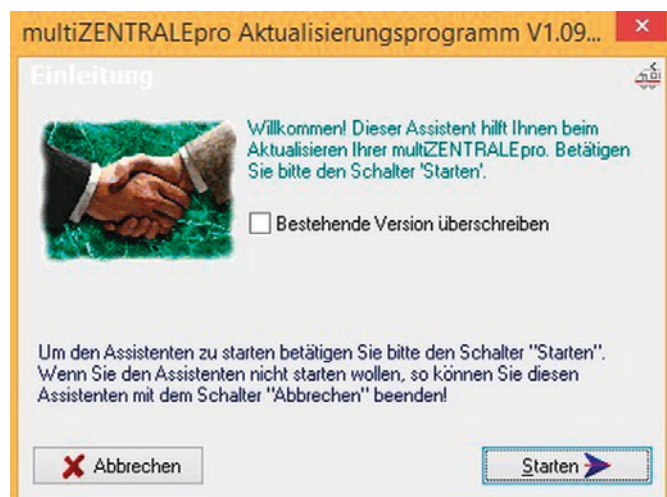 multiZENTRALEpro Aktualisierungsprogramm V1.09...
Einleitung
Willkommen! Dieser Assistent hilft Ihnen beim
Aktualisieren Ihrer multiZENTRALEpro. Betätigen
Sie bitte den Schalter 'Starten'.
Bestehende Version überschreiben
Um den Assistenten zu starten betätigen Sie bitte den Schalter "Starten".
Wenn Sie den Assistenten nicht starten wollen, so können Sie diesen
Assistenten mit dem Schalter "Abbrechen" beenden!
Abbrechen
Starten